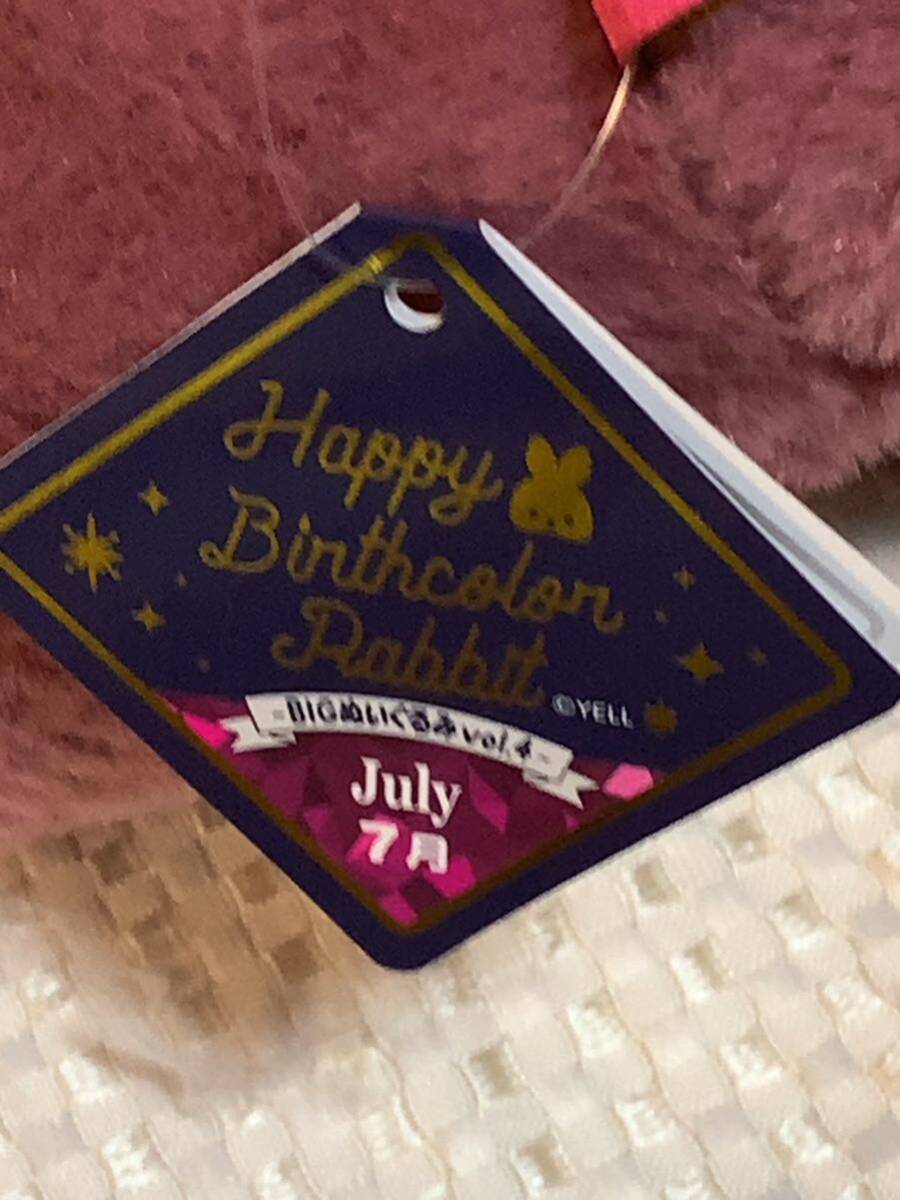 Happy
Birthcolor
Rabbit
©YELL
-BIGぬいぐるみvol.4-
July
7月